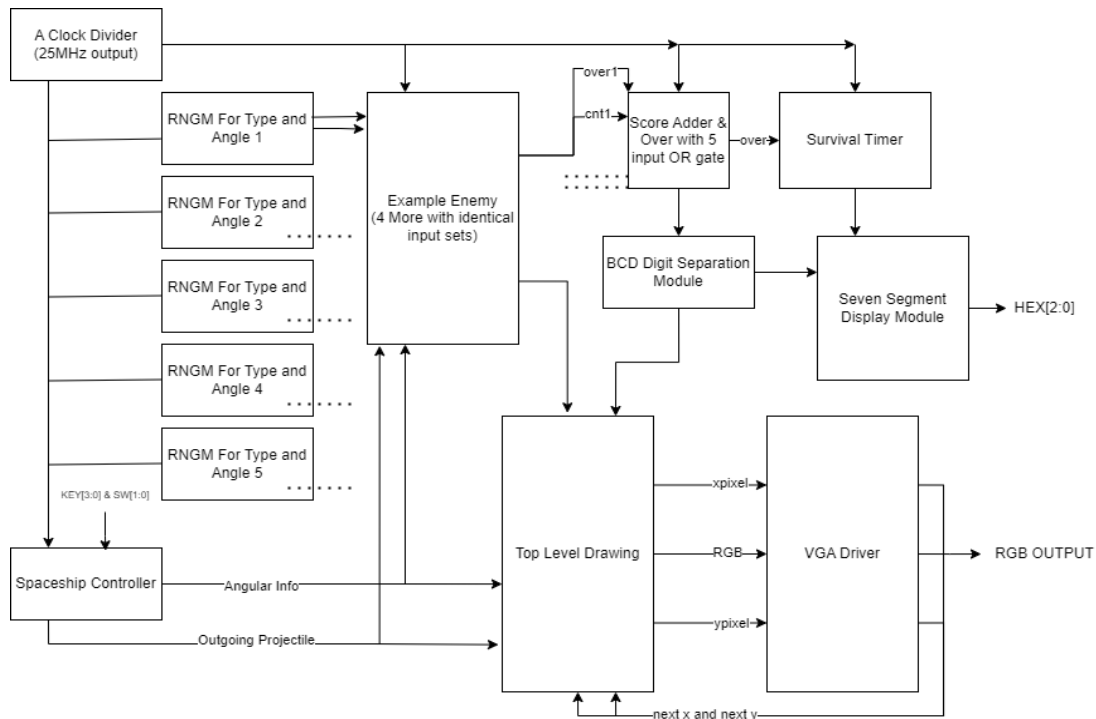 A Clock Divider
(25MHz output)
RNGM For Type and
Angle 1
RNGM For Type and
Angle 2
RNGM For Type and
Angle 3
RNGM For Type and
Angle 4
RNGM For Type and
Angle 5
KEY[3:0] & SW[1:0]
Spaceship Controller
Angular Info
Outgoing Projectile
Example Enemy
(4 More with identical
input sets)
over1
cnt1
Score Adder &
Over with 5
input OR gate
over
Survival Timer
BCD Digit Separation
Module
Seven Segment
Display Module
HEX[2:0]
Top Level Drawing
xpixel
RGB
ypixel
VGA Driver
RGB OUTPUT
next x and next y